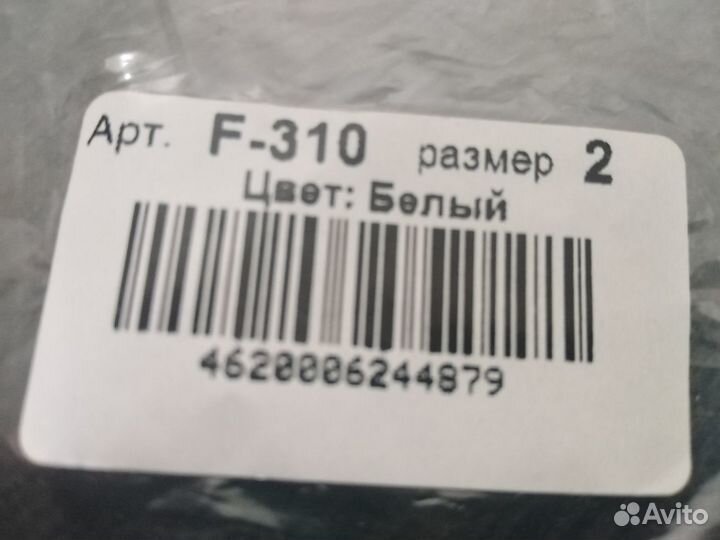 Арт. F-310 размер 2
Цвет: Белый
4620006244879
Avito